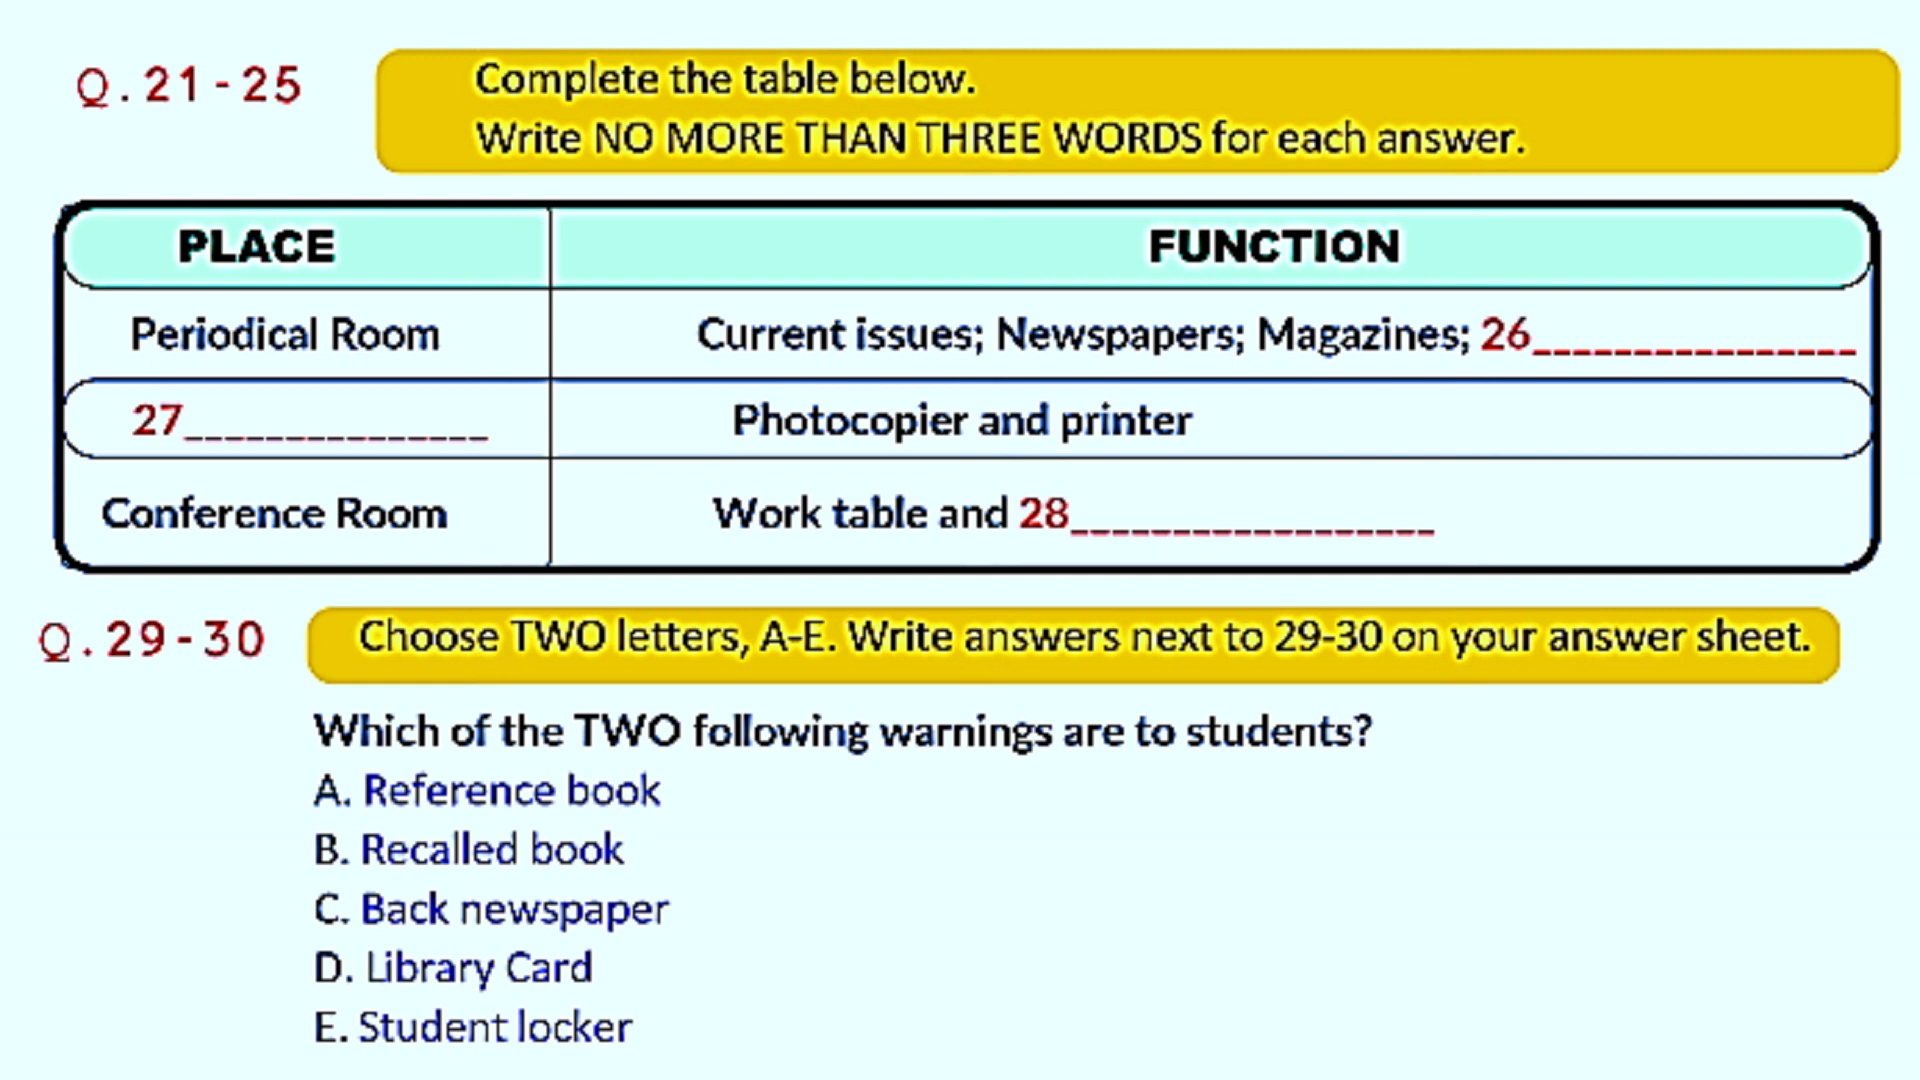 Q.21-25
Complete the table below.
Write NO MORE THAN THREE WORDS for each answer.
PLACE FUNCTION
Periodical Room Current issues; Newspapers; Magazines; 26________________
27_______________ Photocopier and printer
Conference Room Work table and 28__________________
Q.29-30
Choose TWO letters, A-E. Write answers next to 29-30 on your answer sheet.
Which of the TWO following warnings are to students?
A. Reference book
B. Recalled book
C. Back newspaper
D. Library Card
E. Student locker